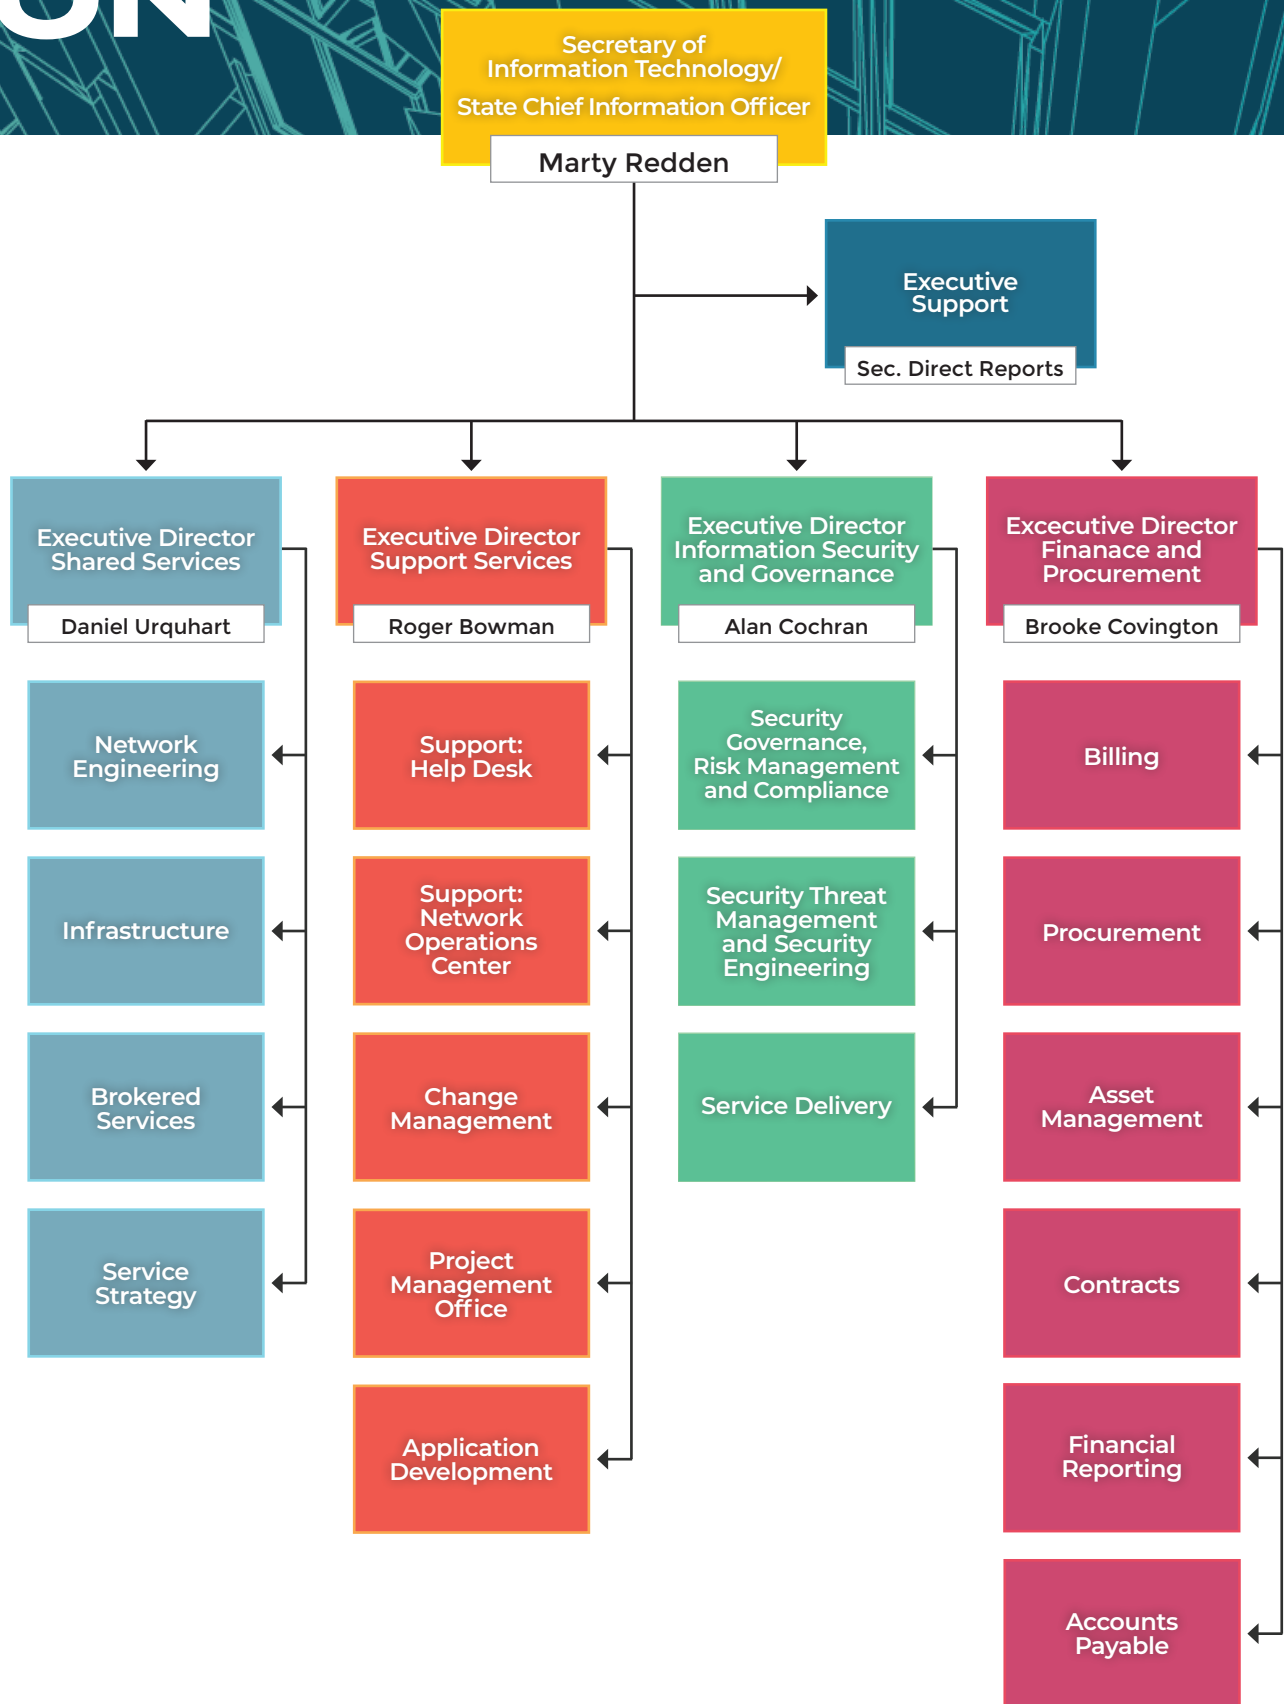 ON
Secretary of
Information Technology/
State Chief Information Officer
Marty Redden
Executive
Support
Sec. Direct Reports
Executive Director
Shared Services
Daniel Urquhart
Network
Engineering
Infrastructure
Brokered
Services
Service
Strategy
Executive Director
Support Services
Roger Bowman
Support:
Help Desk
Support:
Network
Operations
Center
Change
Management
Project
Management
Office
Application
Development
Executive Director
Information Security
and Governance
Alan Cochran
Security
Governance,
Risk Management
and Compliance
Security Threat
Management
and Security
Engineering
Service Delivery
Excecutive Director
Finanace and
Procurement
Brooke Covington
Billing
Procurement
Asset
Management
Contracts
Financial
Reporting
Accounts
Payable